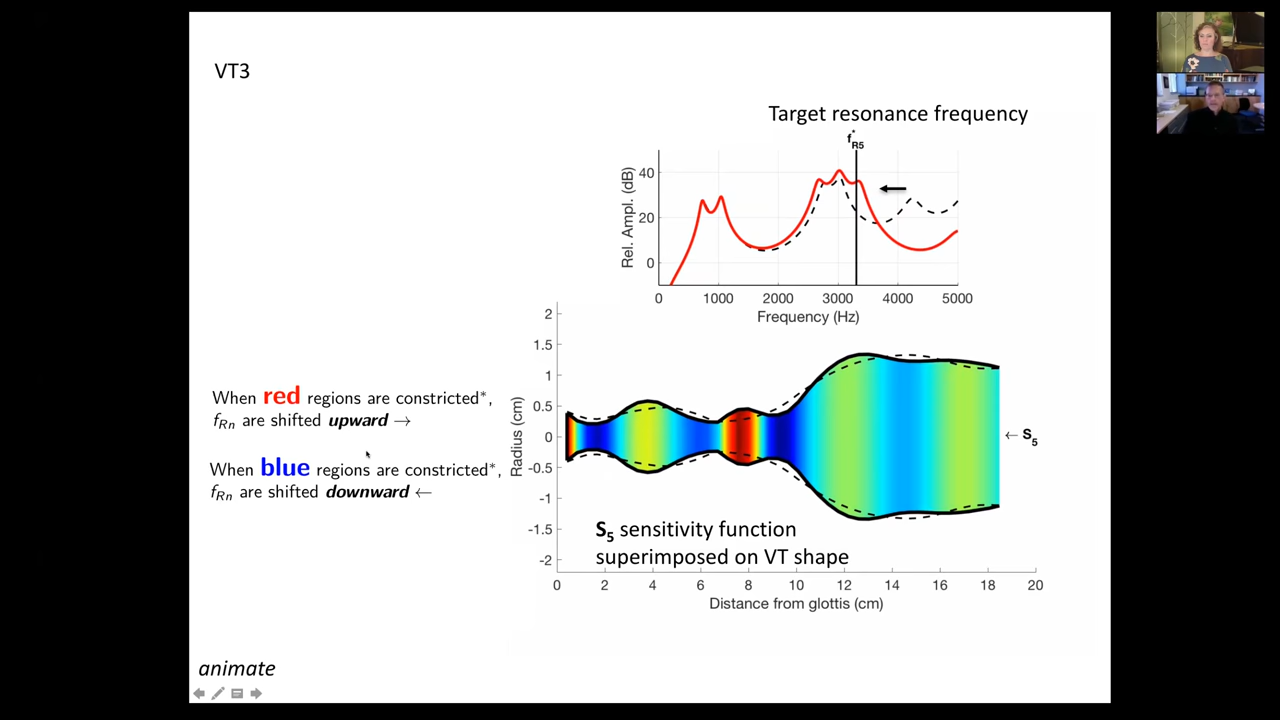 VT3
Target resonance frequency
f*R5
40
20
0
Rel. Ampl. (dB)
0 1000 2000 3000 4000 5000
Frequency (Hz)
When red regions are constricted*,
fRn are shifted upward →
When blue regions are constricted*,
fRn are shifted downward ←
2
1.5
1
0.5
0
-0.5
-1
-1.5
-2
Radius (cm)
← S5
S5 sensitivity function
superimposed on VT shape
0 2 4 6 8 10 12 14 16 18 20
Distance from glottis (cm)
animate